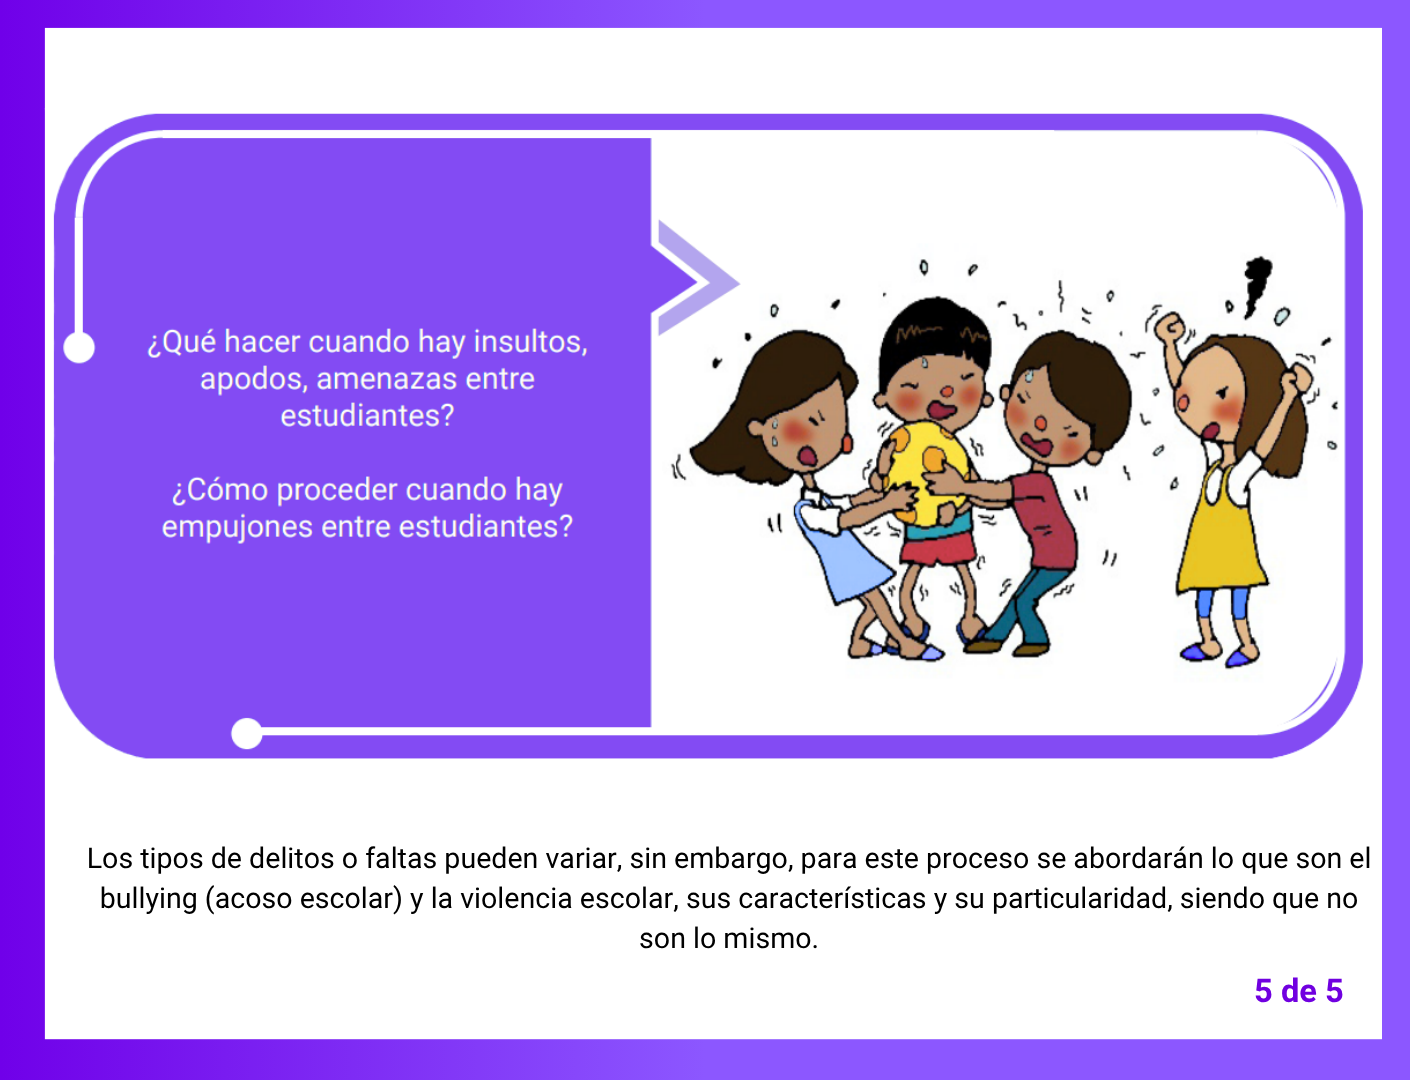 ¿Qué hacer cuando hay insultos,
apodos, amenazas entre
estudiantes?
¿Cómo proceder cuando hay
empujones entre estudiantes?
Los tipos de delitos o faltas pueden variar, sin embargo, para este proceso se abordarán lo que son el
bullying (acoso escolar) y la violencia escolar, sus características y su particularidad, siendo que no
son lo mismo.
5 de 5